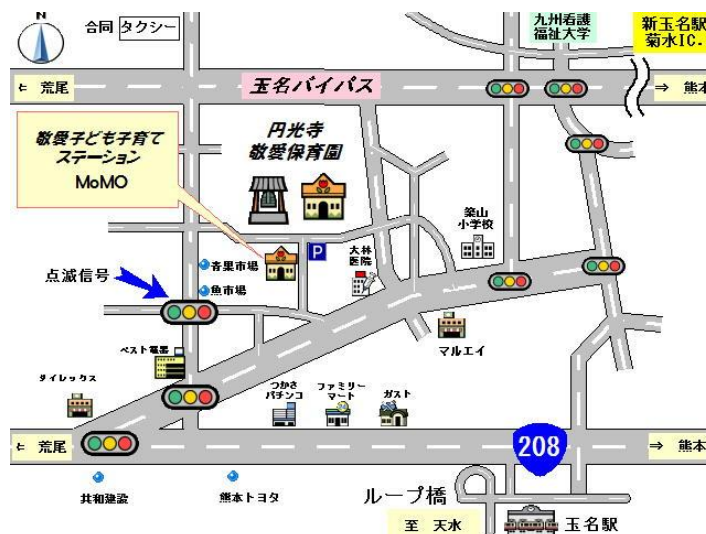 N
合同 タクシー
九州看護
福祉大学
新玉名駅
菊水IC.
⇐ 荒尾
玉名バイパス
⇒ 熊本
敬愛子ども子育て
ステーション
MoMO
円光寺
敬愛保育園
築山
小学校
P
大林
医院
青果市場
魚市場
点滅信号
マルエイ
ベスト電器
ダイレックス
つかさ
パチンコ
ファミリー
マート
ガスト
⇐ 荒尾
208
⇒ 熊本
共和建設
熊本トヨタ
ループ橋
至 天水
玉名駅